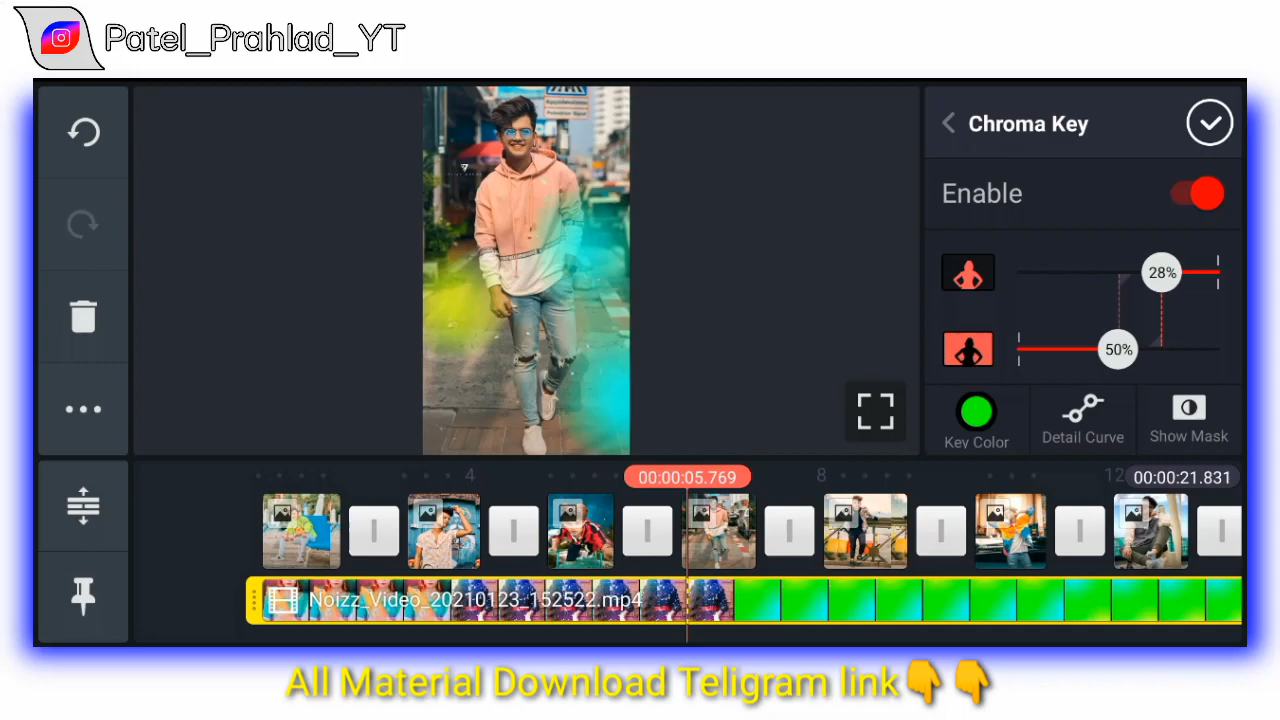 Patel_Prahlad_YT
Chroma Key
Enable
28%
50%
Key Color
Detail Curve
Show Mask
4
00:00:05.769
8
12
00:00:21.831
Noizz_Video_20210123_152522.mp4
All Material Download Teligram link👇👇